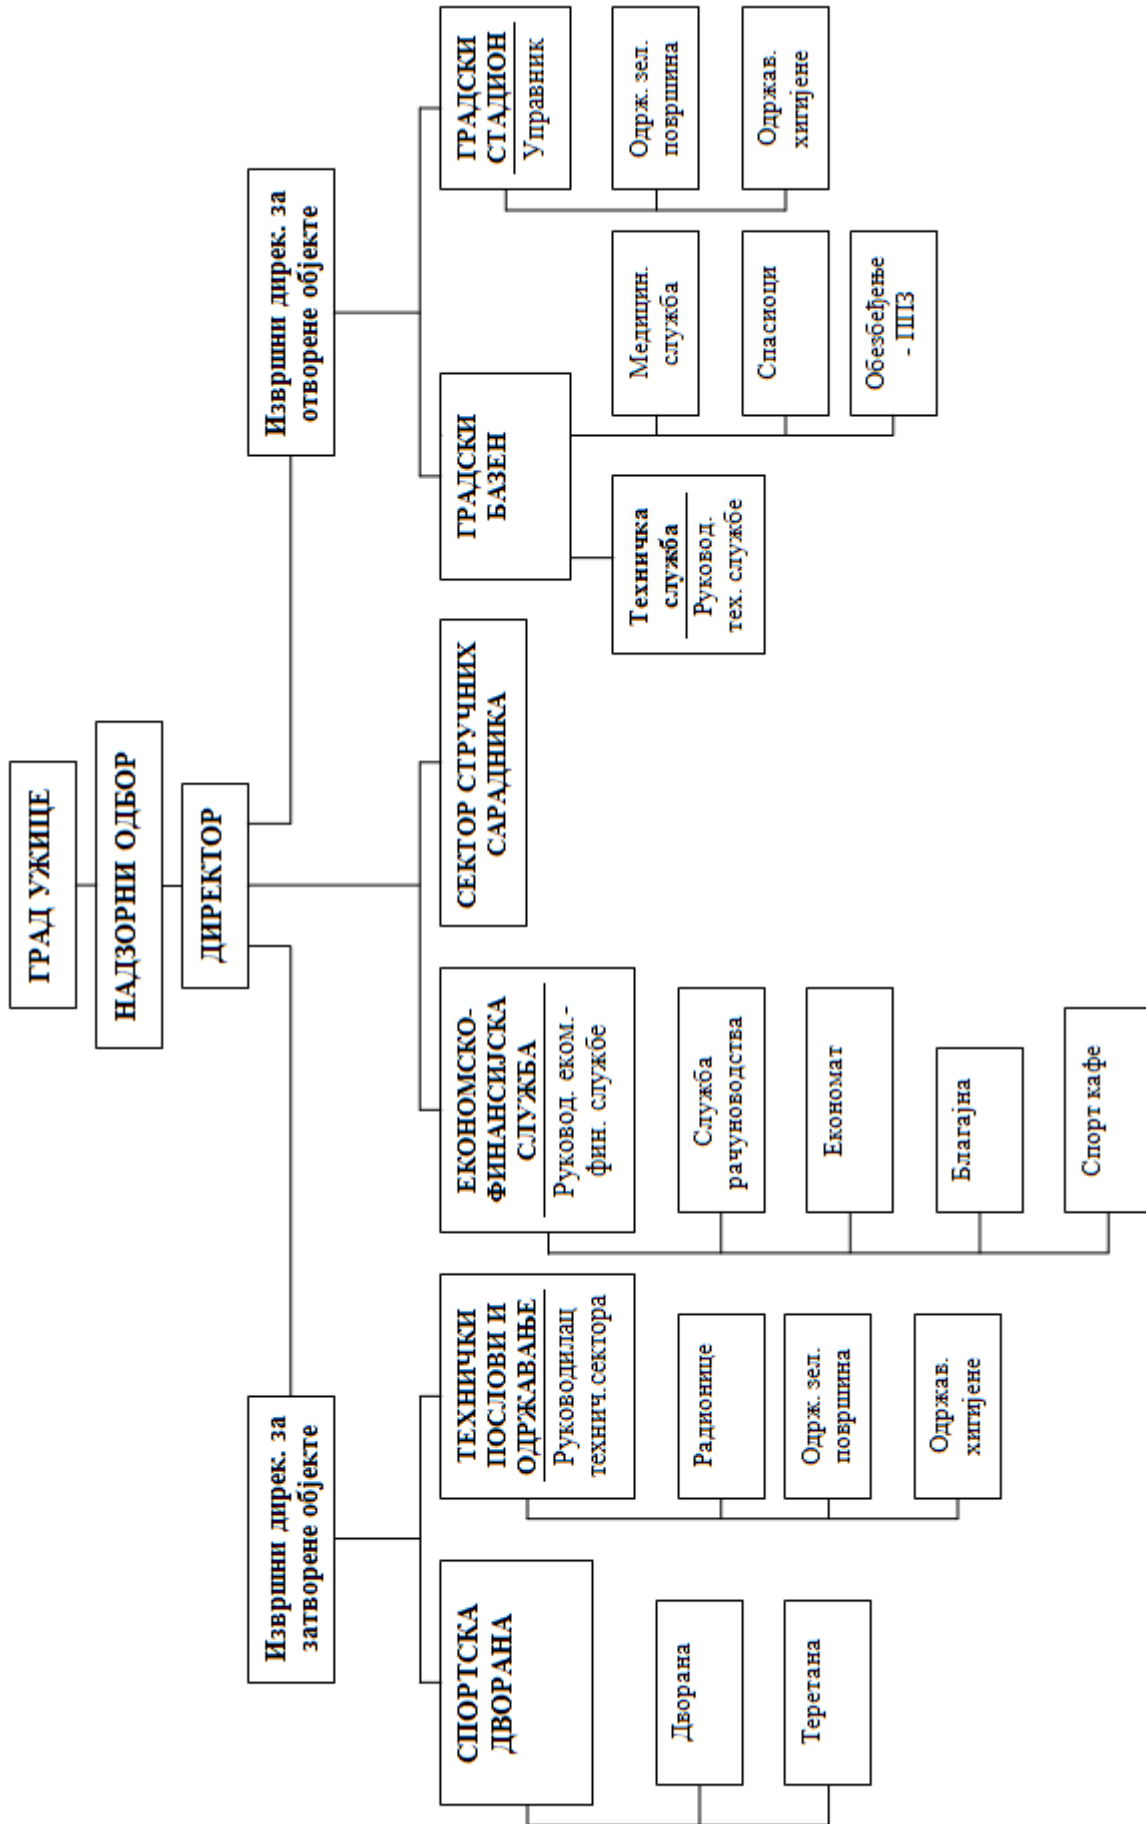 ГРАД УЖИЦЕ
НАДЗОРНИ ОДБОР
ДИРЕКТОР
Извршни дирек. за
затворене објекте
Извршни дирек. за
отворене објекте
СПОРТСКА
ДВОРАНА
Дворана
Теретана
ТЕХНИЧКИ
ПОСЛОВИ И
ОДРЖАВАЊЕ
Руководилац
технич.сектора
Радионице
Одрж. зел.
површина
Одржав.
хигијене
ЕКОНОМСКО-
ФИНАНСИЈСКА
СЛУЖБА
Руковод. еком.-
фин. службе
Служба
рачуноводства
Економат
Благајна
Спорт кафе
СЕКТОР СТРУЧНИХ
САРАДНИКА
ГРАДСКИ
БАЗЕН
Техничка
служба
Руковод.
тех. службе
Медицин.
служба
Спасиоци
Обезбеђење
- ППЗ
ГРАДСКИ
СТАДИОН
Управник
Одрж. зел.
површина
Одржав.
хигијене